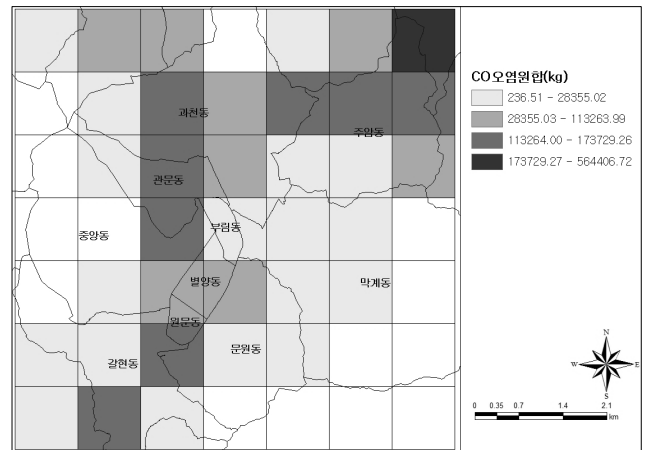 CO오염원합(kg)
236.51 - 28355.02
28355.03 - 113263.99
113264.00 - 173729.26
173729.27 - 564406.72
과천동
주암동
관문동
중앙동
부림동
별양동
막계동
원문동
문원동
갈현동
N
W
E
S
0 0.35 0.7 1.4 2.1
km